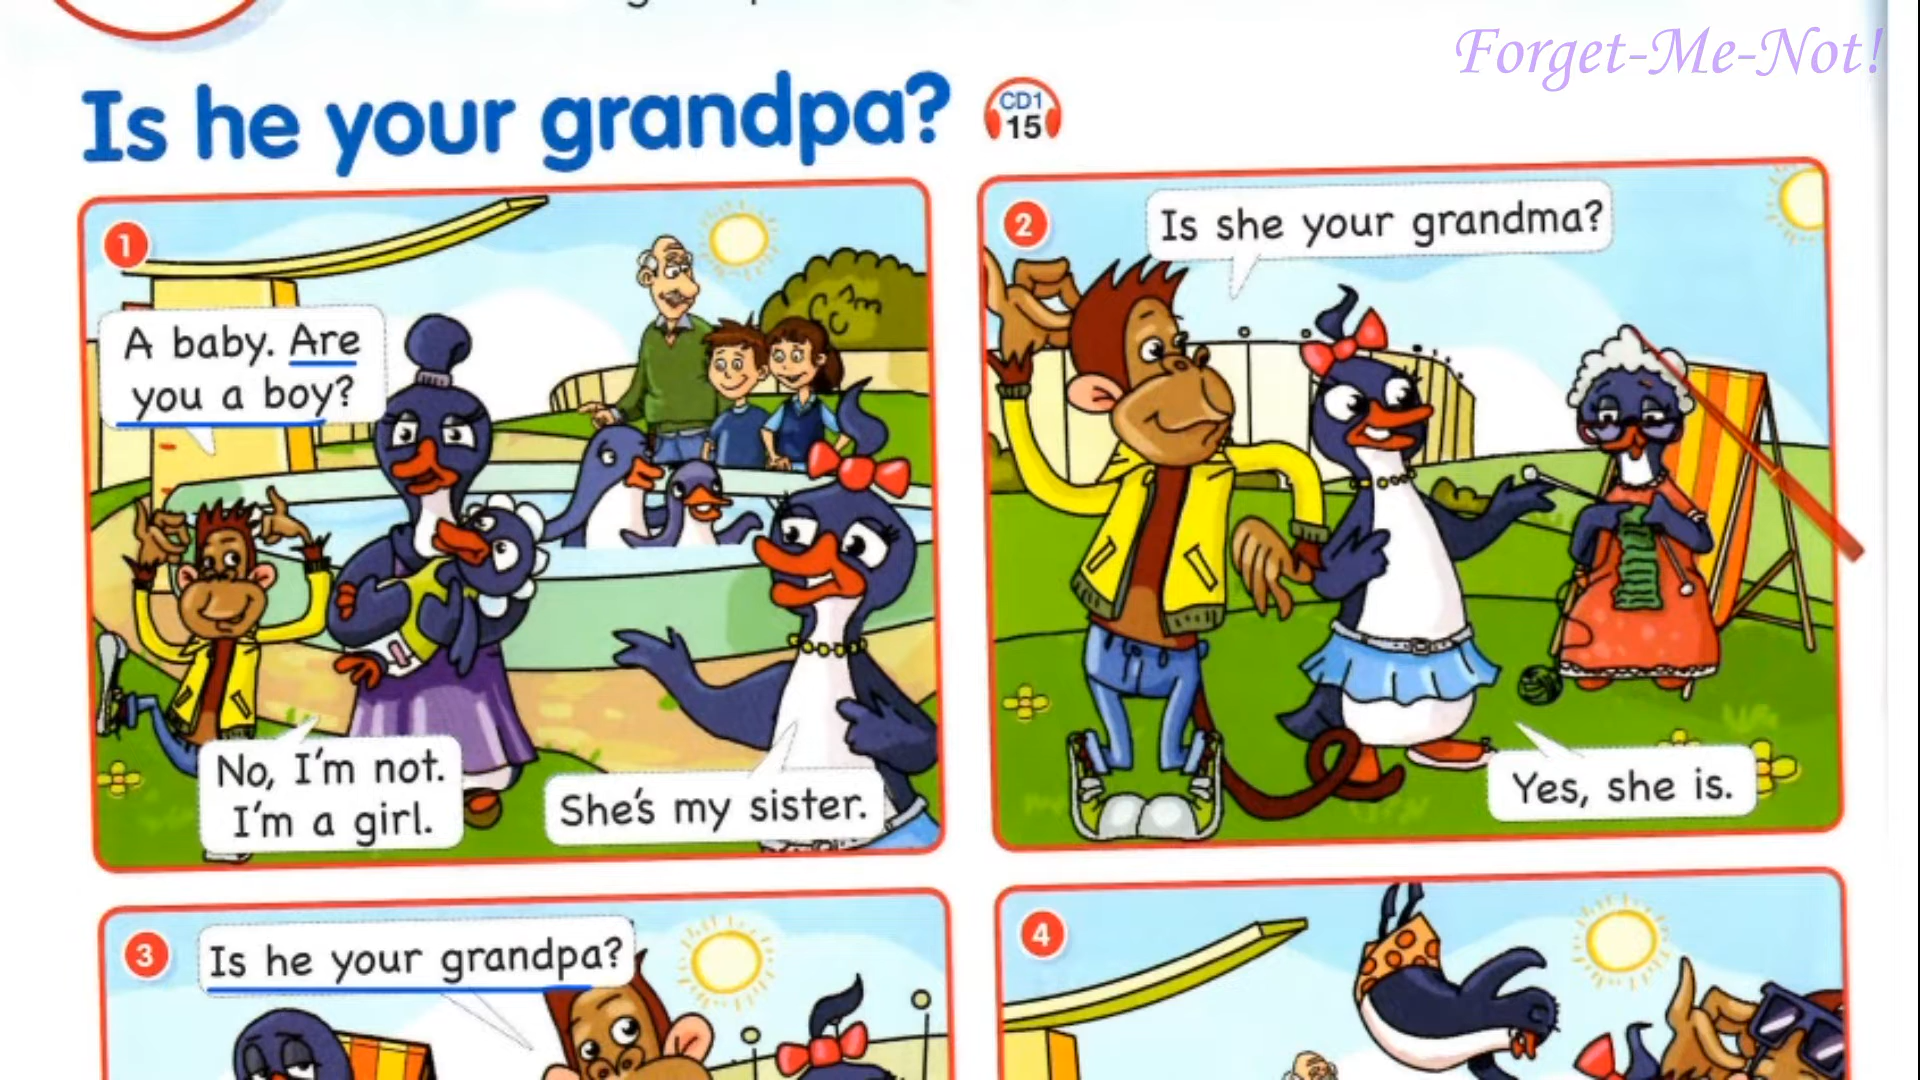 Forget-Me-Not!
Is he your grandpa?
CD1
15
1
A baby. Are
you a boy?
No, I'm not.
I'm a girl.
She's my sister.
2
Is she your grandma?
Yes, she is.
3
Is he your grandpa?
4